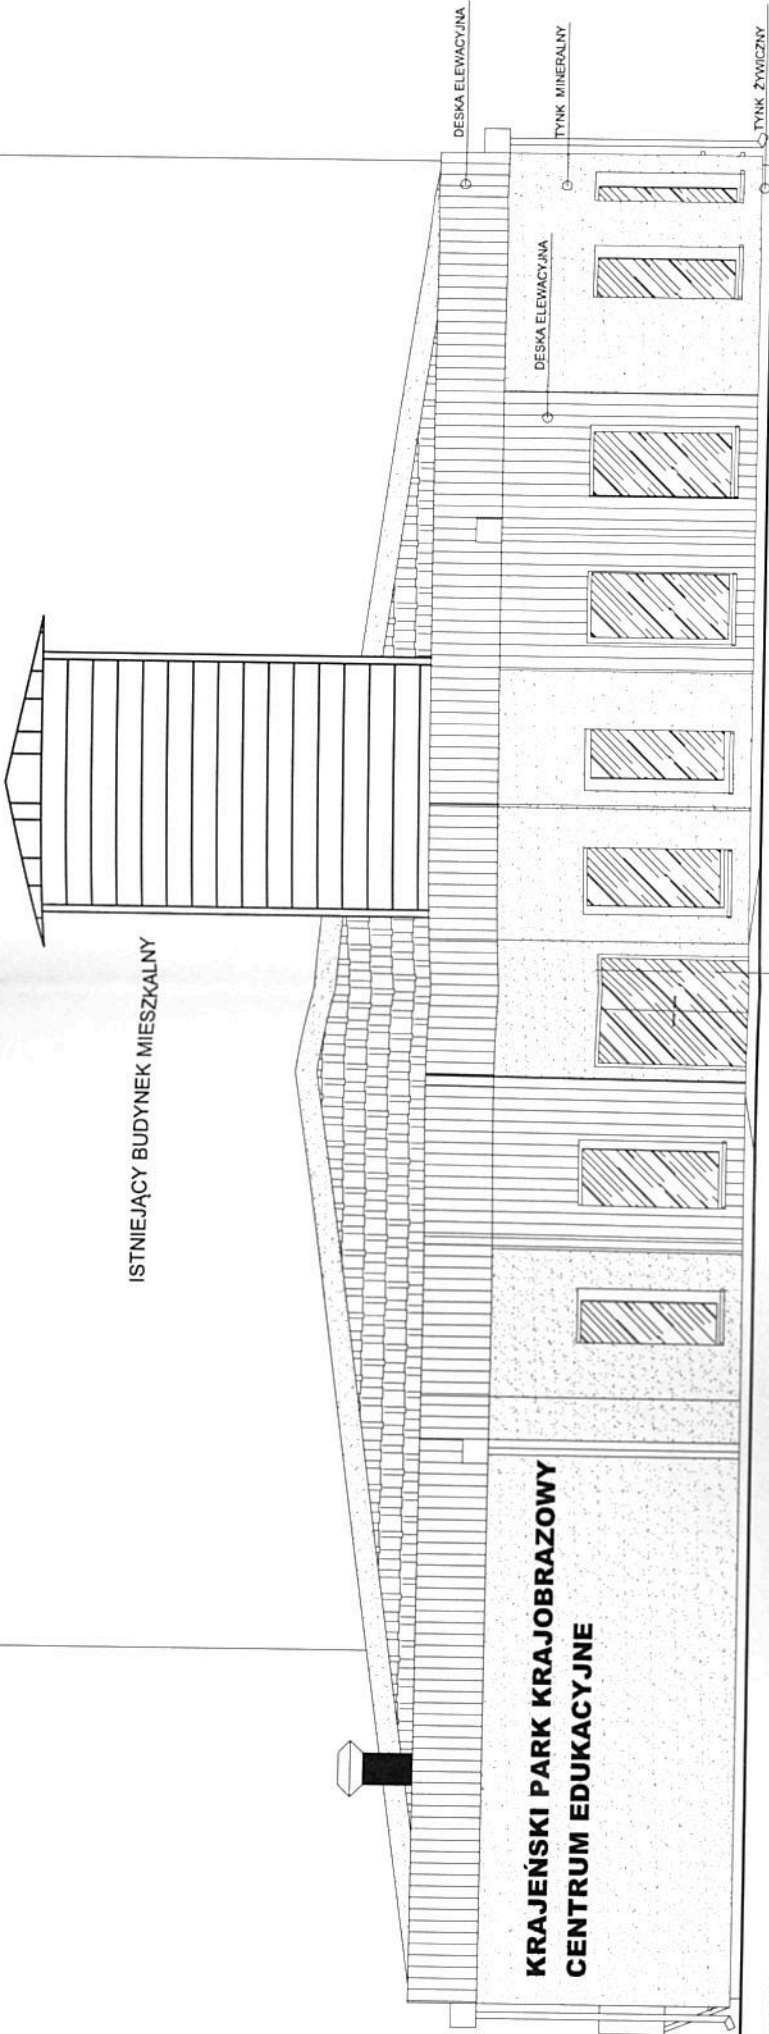 ISTNIEJĄCY BUDYNEK MIESZKALNY
DESKA ELEWACYJNA
TYNK MINERALNY
DESKA ELEWACYJNA
TYNK ŻYWICZNY
KRAJEŃSKI PARK KRAJOBRAZOWY
CENTRUM EDUKACYJNE